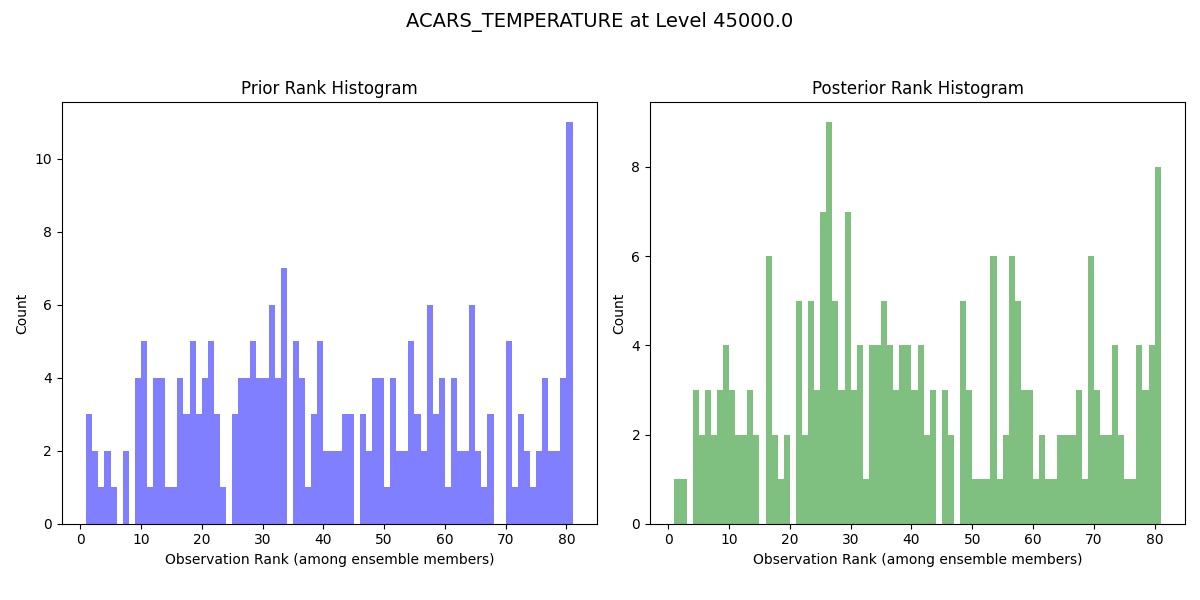 ACARS_TEMPERATURE at Level 45000.0
Prior Rank Histogram
Count
10
8
6
4
2
0
0 10 20 30 40 50 60 70 80
Observation Rank (among ensemble members)
Posterior Rank Histogram
Count
8
6
4
2
0
0 10 20 30 40 50 60 70 80
Observation Rank (among ensemble members)